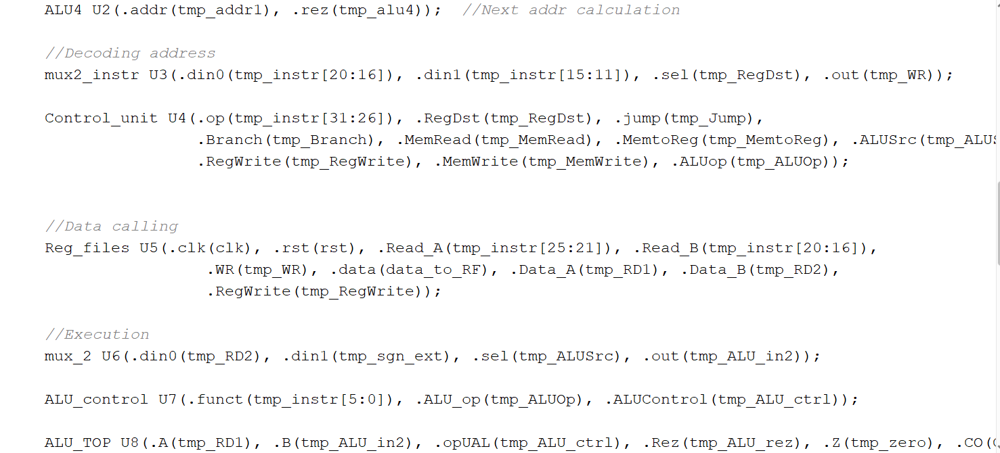 ALU4 U2(.addr(tmp_addr1), .rez(tmp_alu4));  //Next addr calculation
//Decoding address
mux2_instr U3(.din0(tmp_instr[20:16]), .din1(tmp_instr[15:11]), .sel(tmp_RegDst), .out(tmp_WR));
Control_unit U4(.op(tmp_instr[31:26]), .RegDst(tmp_RegDst), .jump(tmp_Jump),
.Branch(tmp_Branch), .MemRead(tmp_MemRead), .MemtoReg(tmp_MemtoReg), .ALUSrc(tmp_ALUS
.RegWrite(tmp_RegWrite), .MemWrite(tmp_MemWrite), .ALUop(tmp_ALUOp));
//Data calling
Reg_files U5(.clk(clk), .rst(rst), .Read_A(tmp_instr[25:21]), .Read_B(tmp_instr[20:16]),
.WR(tmp_WR), .data(data_to_RF), .Data_A(tmp_RD1), .Data_B(tmp_RD2),
.RegWrite(tmp_RegWrite));
//Execution
mux_2 U6(.din0(tmp_RD2), .din1(tmp_sgn_ext), .sel(tmp_ALUSrc), .out(tmp_ALU_in2));
ALU_control U7(.funct(tmp_instr[5:0]), .ALU_op(tmp_ALUOp), .ALUControl(tmp_ALU_ctrl));
ALU_TOP U8(.A(tmp_RD1), .B(tmp_ALU_in2), .opUAL(tmp_ALU_ctrl), .Rez(tmp_ALU_rez), .Z(tmp_zero), .CO(